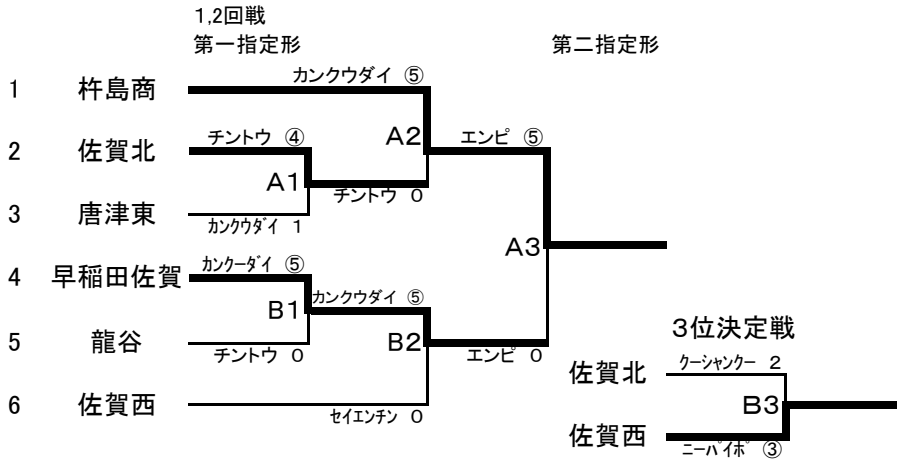 1,2回戦
第一指定形
第二指定形
カンクウダイ ⑤
1 杵島商
A2
チントウ ④
エンピ ⑤
2 佐賀北
A1
チントウ 0
3 唐津東
カンクウダイ 1
A3
カンクーダイ ⑤
4 早稲田佐賀
カンクウダイ ⑤
B1
3位決定戦
5 龍谷
B2
チントウ 0
エンピ 0
クーシャンクー 2
佐賀北
6 佐賀西
B3
セイエンチン 0
佐賀西
ニーパイポ ③